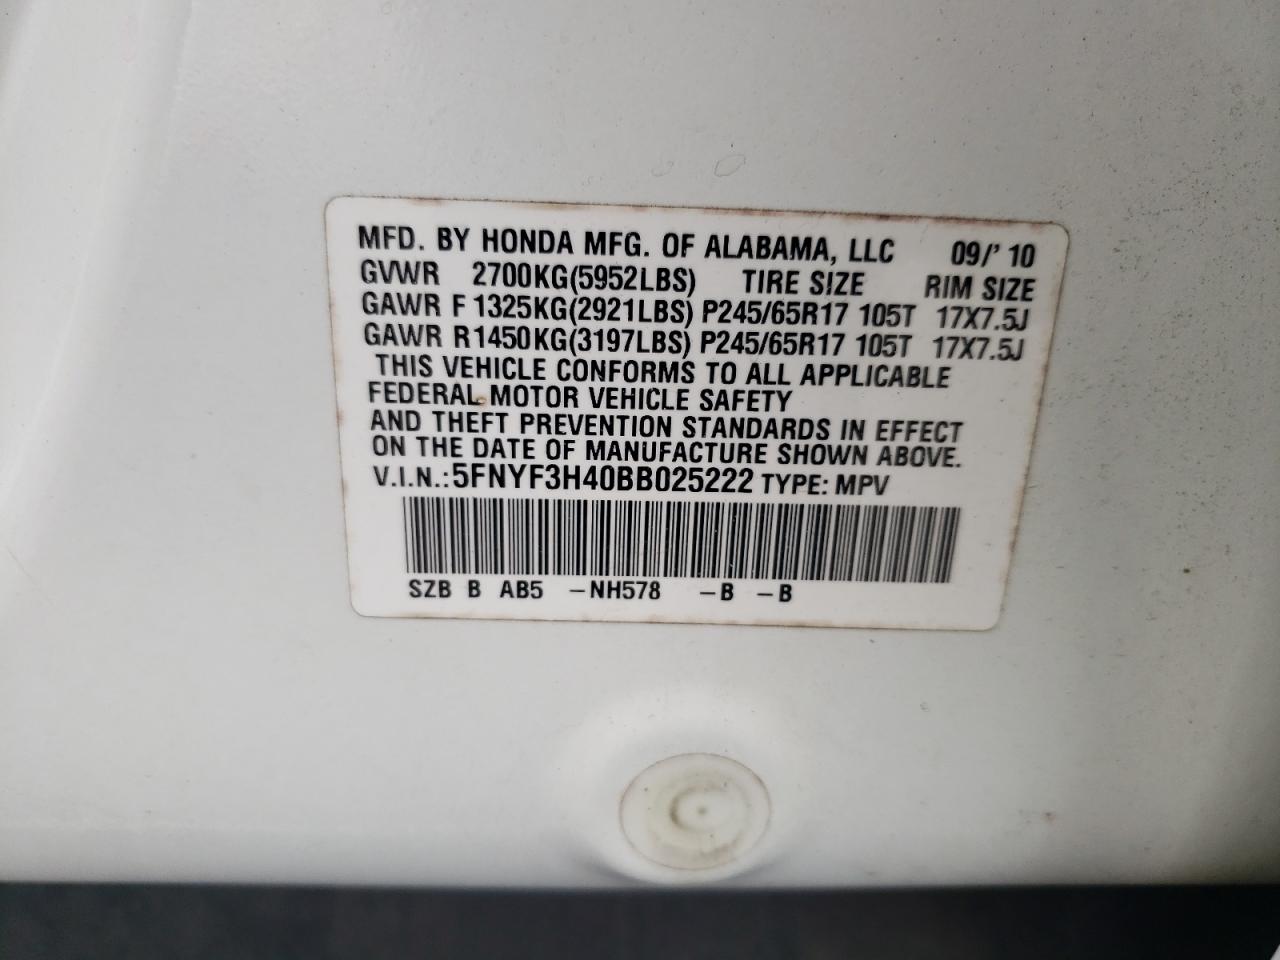 MFD. BY HONDA MFG. OF ALABAMA, LLC 09/' 10
GVWR 2700KG(5952LBS) TIRE SIZE RIM SIZE
GAWR F 1325KG(2921LBS) P245/65R17 105T 17X7.5J
GAWR R1450KG(3197LBS) P245/65R17 105T 17X7.5J
THIS VEHICLE CONFORMS TO ALL APPLICABLE
FEDERAL MOTOR VEHICLE SAFETY
AND THEFT PREVENTION STANDARDS IN EFFECT
ON THE DATE OF MANUFACTURE SHOWN ABOVE.
V.I.N.:5FNYF3H40BB025222 TYPE: MPV
SZB B AB5 -NH578 -B -B